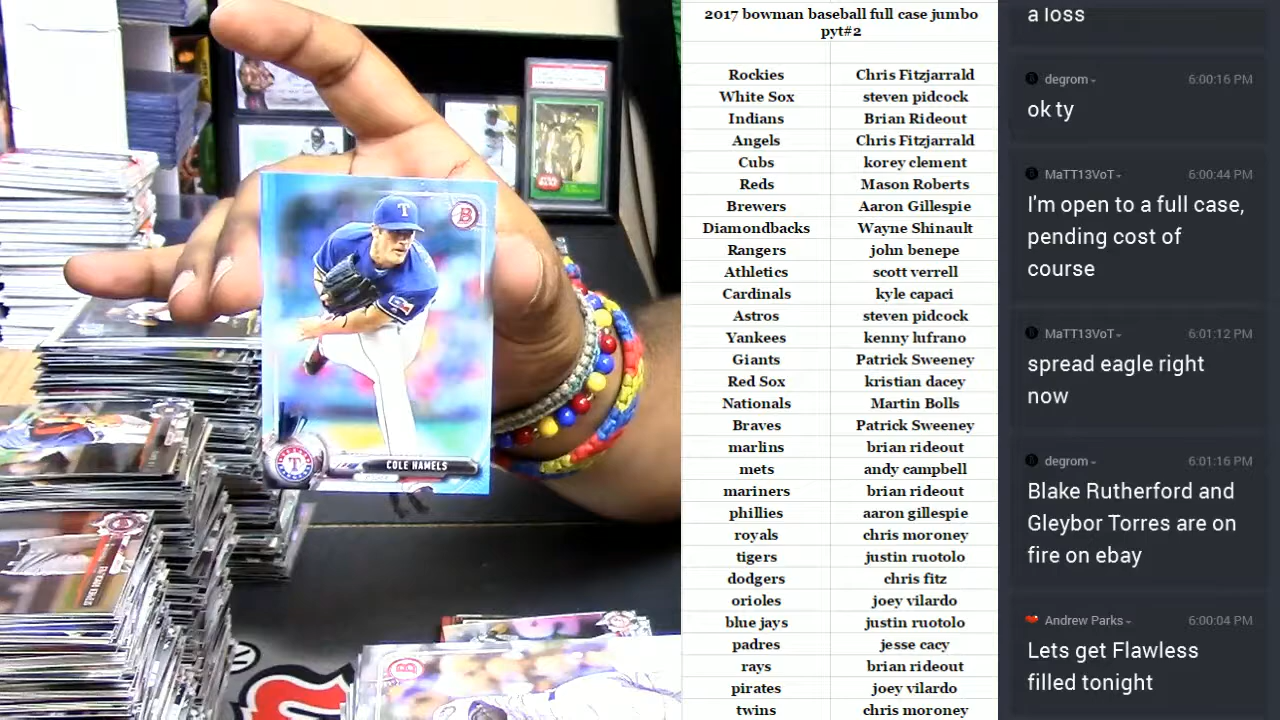 2017 bowman baseball full case jumbo
pyt#2
Rockies Chris Fitzjarrald
White Sox steven pidcock
Indians Brian Rideout
Angels Chris Fitzjarrald
Cubs korey clement
Reds Mason Roberts
Brewers Aaron Gillespie
Diamondbacks Wayne Shinault
Rangers john benepe
Athletics scott verrell
Cardinals kyle capaci
Astros steven pidcock
Yankees kenny lufrano
Giants Patrick Sweeney
Red Sox kristian dacey
Nationals Martin Bolls
Braves Patrick Sweeney
marlins brian rideout
mets andy campbell
mariners brian rideout
phillies aaron gillespie
royals chris moroney
tigers justin ruotolo
dodgers chris fitz
orioles joey vilardo
blue jays justin ruotolo
padres jesse cacy
rays brian rideout
pirates joey vilardo
twins chris moroney
a loss
degrom 6:00:16 PM
ok ty
MaTT13VoT 6:00:44 PM
I'm open to a full case,
pending cost of
course
MaTT13VoT 6:01:12 PM
spread eagle right
now
degrom 6:01:16 PM
Blake Rutherford and
Gleybor Torres are on
fire on ebay
Andrew Parks 6:00:04 PM
Lets get Flawless
filled tonight
T
B
COLE HAMELS
T
B